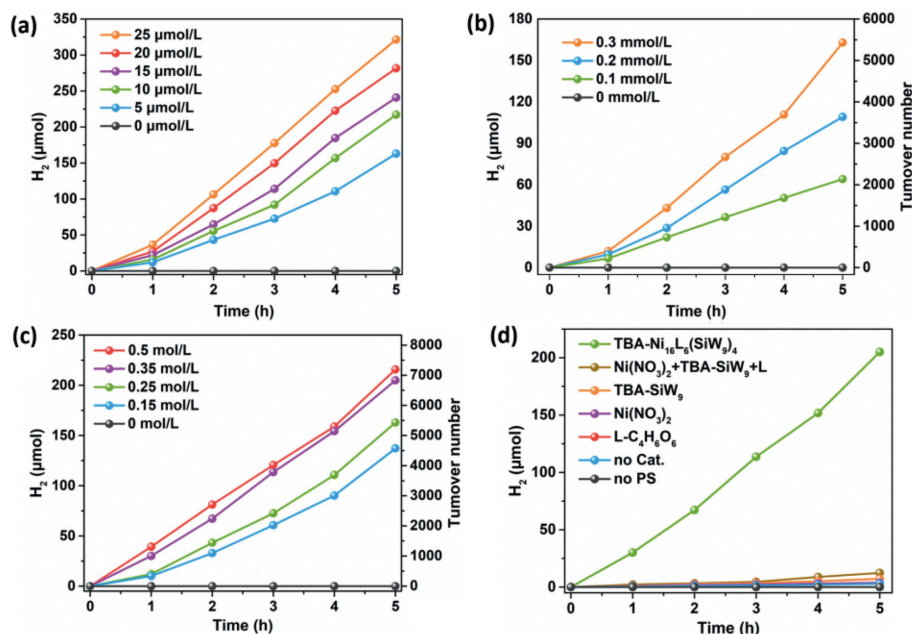 (a)
25 μmol/L
20 μmol/L
15 μmol/L
10 μmol/L
5 μmol/L
0 μmol/L
350
300
250
200
150
100
50
0
H₂ (μmol)
0 1 2 3 4 5
Time (h)
(b)
0.3 mmol/L
0.2 mmol/L
0.1 mmol/L
0 mmol/L
180
150
120
90
60
30
0
H₂ (μmol)
6000
5000
4000
3000
2000
1000
0
Turnover number
0 1 2 3 4 5
Time (h)
(c)
0.5 mol/L
0.35 mol/L
0.25 mol/L
0.15 mol/L
0 mol/L
250
200
150
100
50
0
H₂ (μmol)
8000
7000
6000
5000
4000
3000
2000
1000
0
Turnover number
0 1 2 3 4 5
Time (h)
(d)
TBA-Ni₁₆L₆(SiW₉)₄
Ni(NO₃)₂+TBA-SiW₉+L
TBA-SiW₉
Ni(NO₃)₂
L-C₄H₆O₆
no Cat.
no PS
200
150
100
50
0
H₂ (μmol)
0 1 2 3 4 5
Time (h)